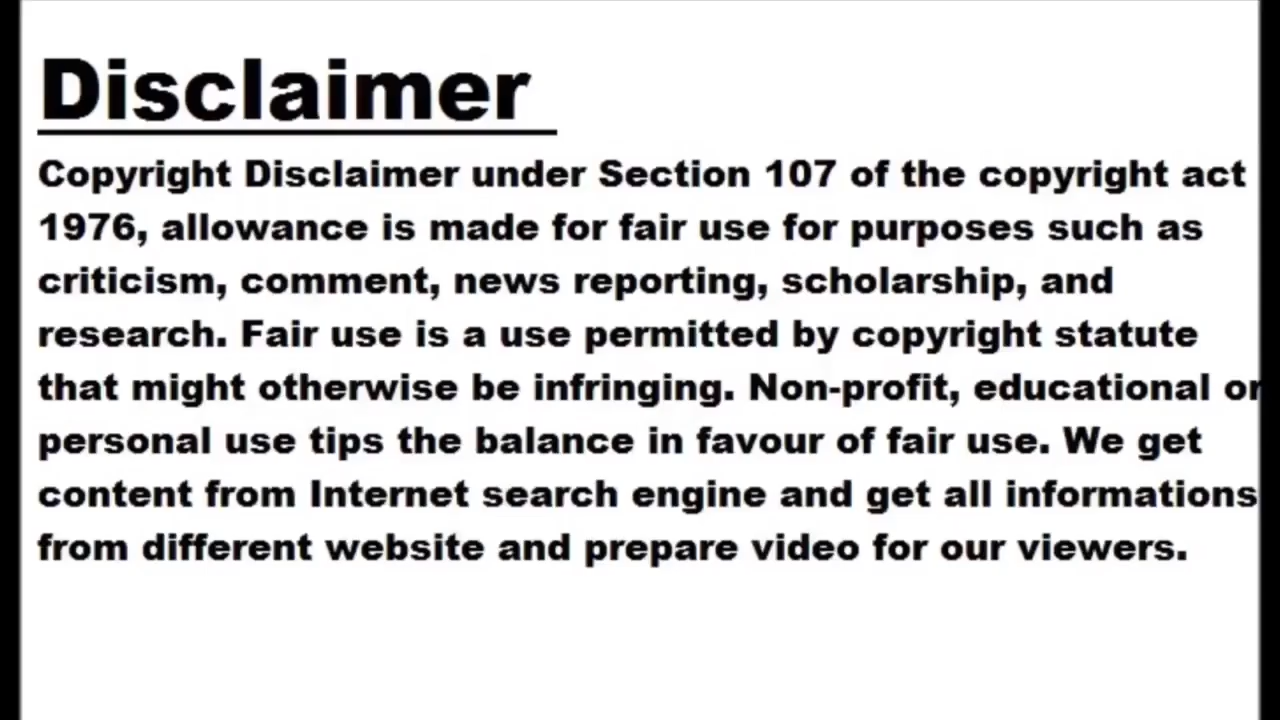 Disclaimer
Copyright Disclaimer under Section 107 of the copyright act
1976, allowance is made for fair use for purposes such as
criticism, comment, news reporting, scholarship, and
research. Fair use is a use permitted by copyright statute
that might otherwise be infringing. Non-profit, educational or
personal use tips the balance in favour of fair use. We get
content from Internet search engine and get all informations
from different website and prepare video for our viewers.